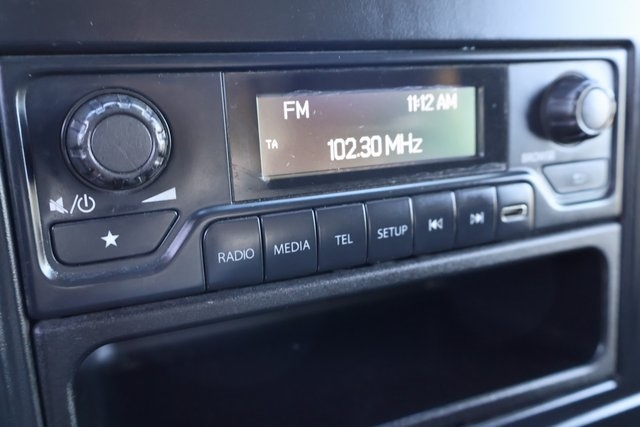 FM 11:12 AM
TA
102.30 MHz
RADIO MEDIA TEL SETUP